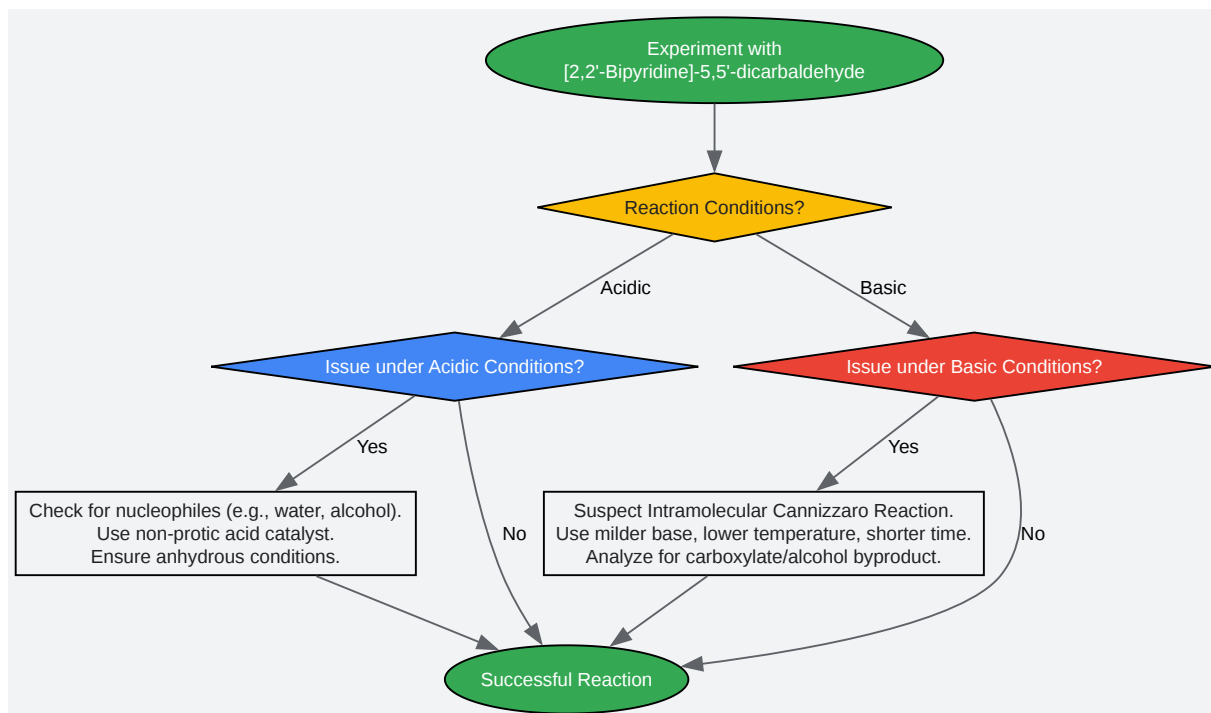 Experiment with
[2,2'-Bipyridine]-5,5'-dicarbaldehyde
Reaction Conditions?
Acidic
Basic
Issue under Acidic Conditions?
Issue under Basic Conditions?
Yes
Yes
Check for nucleophiles (e.g., water, alcohol).
Use non-protic acid catalyst.
Ensure anhydrous conditions.
No
Suspect Intramolecular Cannizzaro Reaction.
Use milder base, lower temperature, shorter time.
Analyze for carboxylate/alcohol byproduct.
No
Successful Reaction